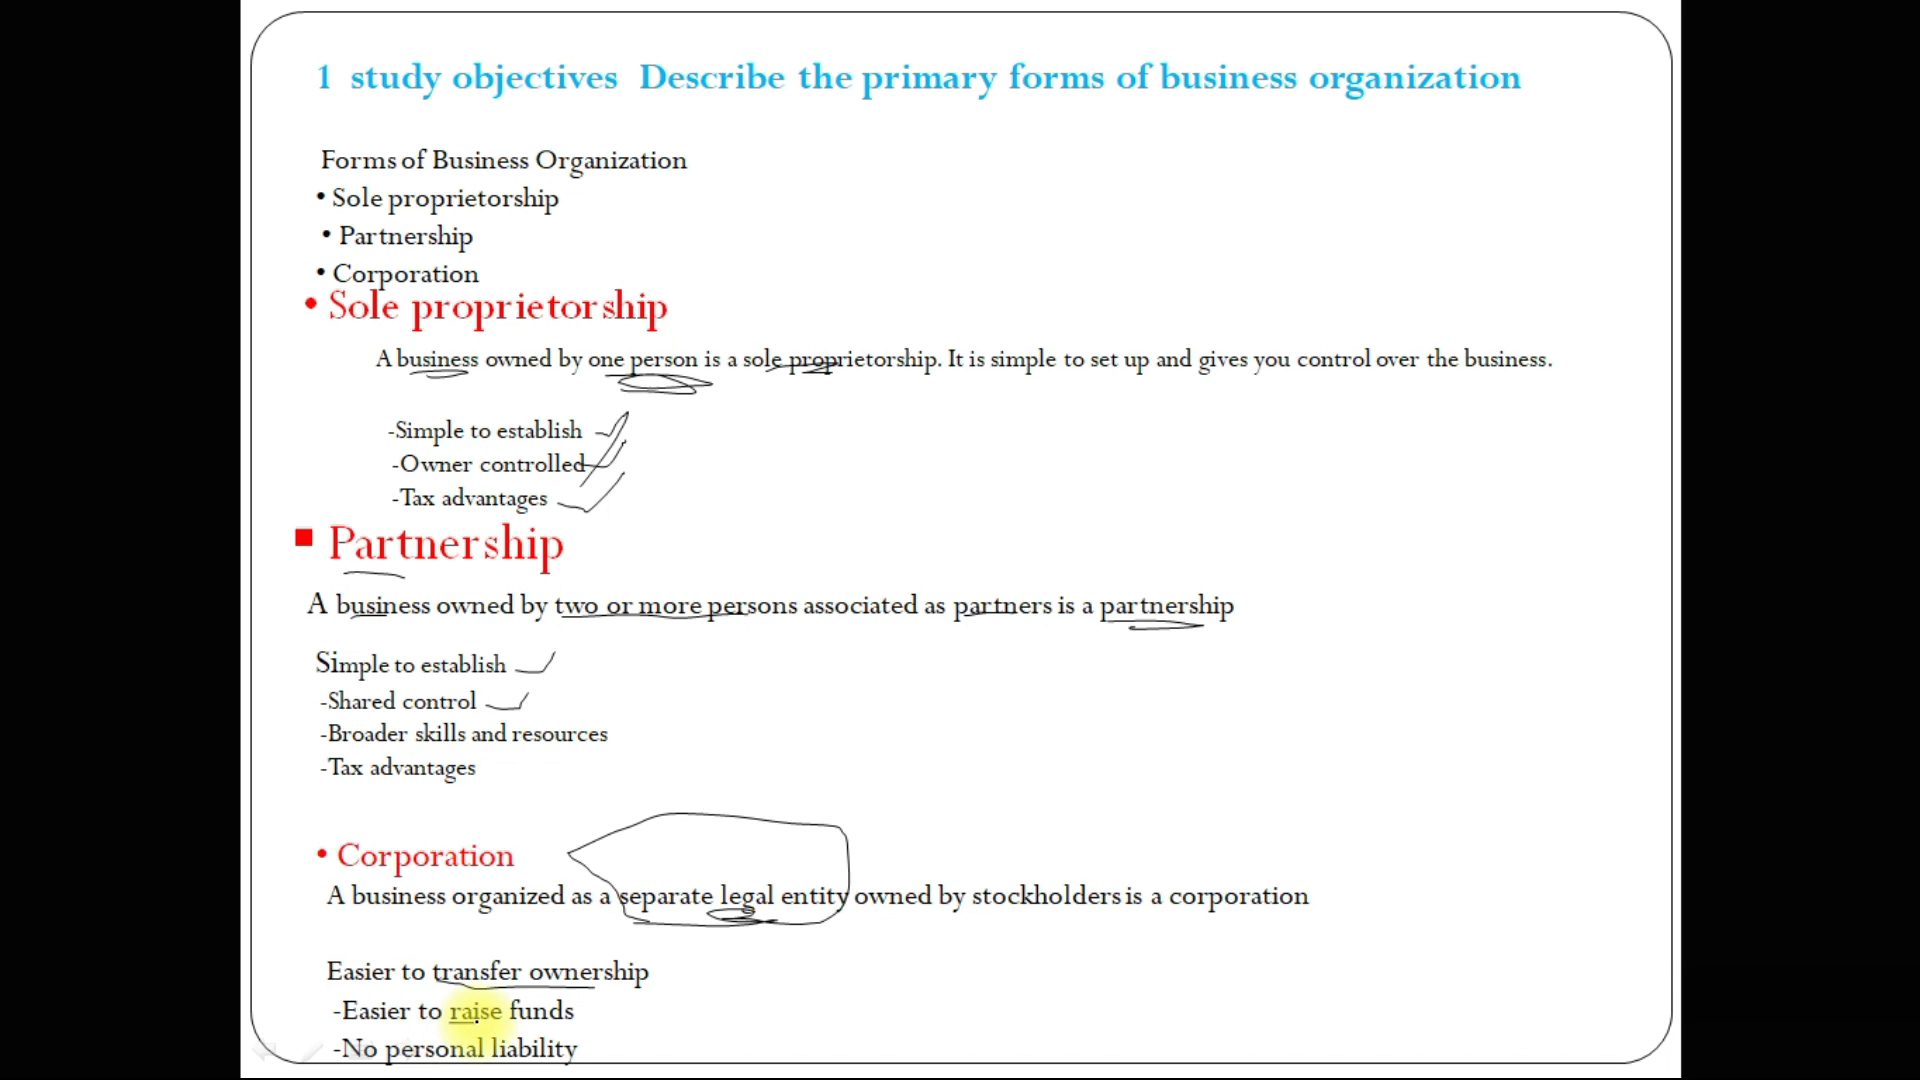 1 study objectives Describe the primary forms of business organization
Forms of Business Organization
• Sole proprietorship
• Partnership
• Corporation
• Sole proprietorship
A business owned by one person is a sole proprietorship. It is simple to set up and gives you control over the business.
-Simple to establish
-Owner controlled
-Tax advantages
▪ Partnership
A business owned by two or more persons associated as partners is a partnership
Simple to establish
-Shared control
-Broader skills and resources
-Tax advantages
• Corporation
A business organized as a separate legal entity owned by stockholders is a corporation
Easier to transfer ownership
-Easier to raise funds
-No personal liability